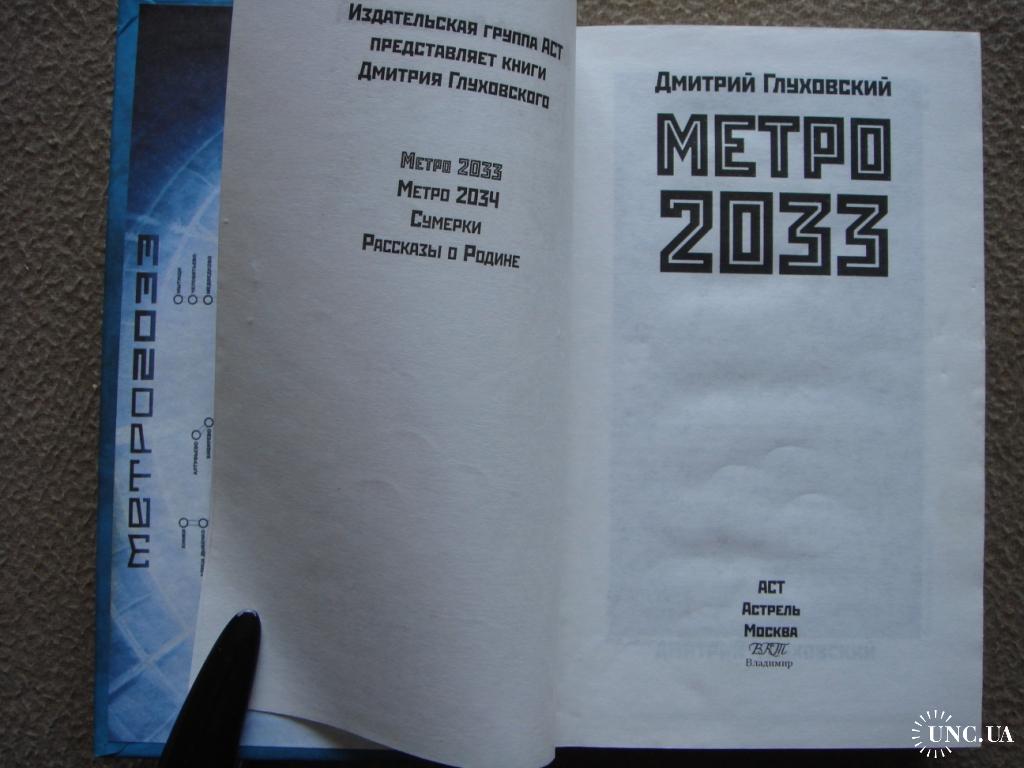 Издательская группа АСТ
представляет книги
Дмитрия Глуховского
Метро 2033
Метро 2034
Сумерки
Рассказы о Родине
Дмитрий Глуховский
МЕТРО
2033
АСТ
Астрель
Москва
ВКТ
Владимир
МЕТРО2033
UNC.UA